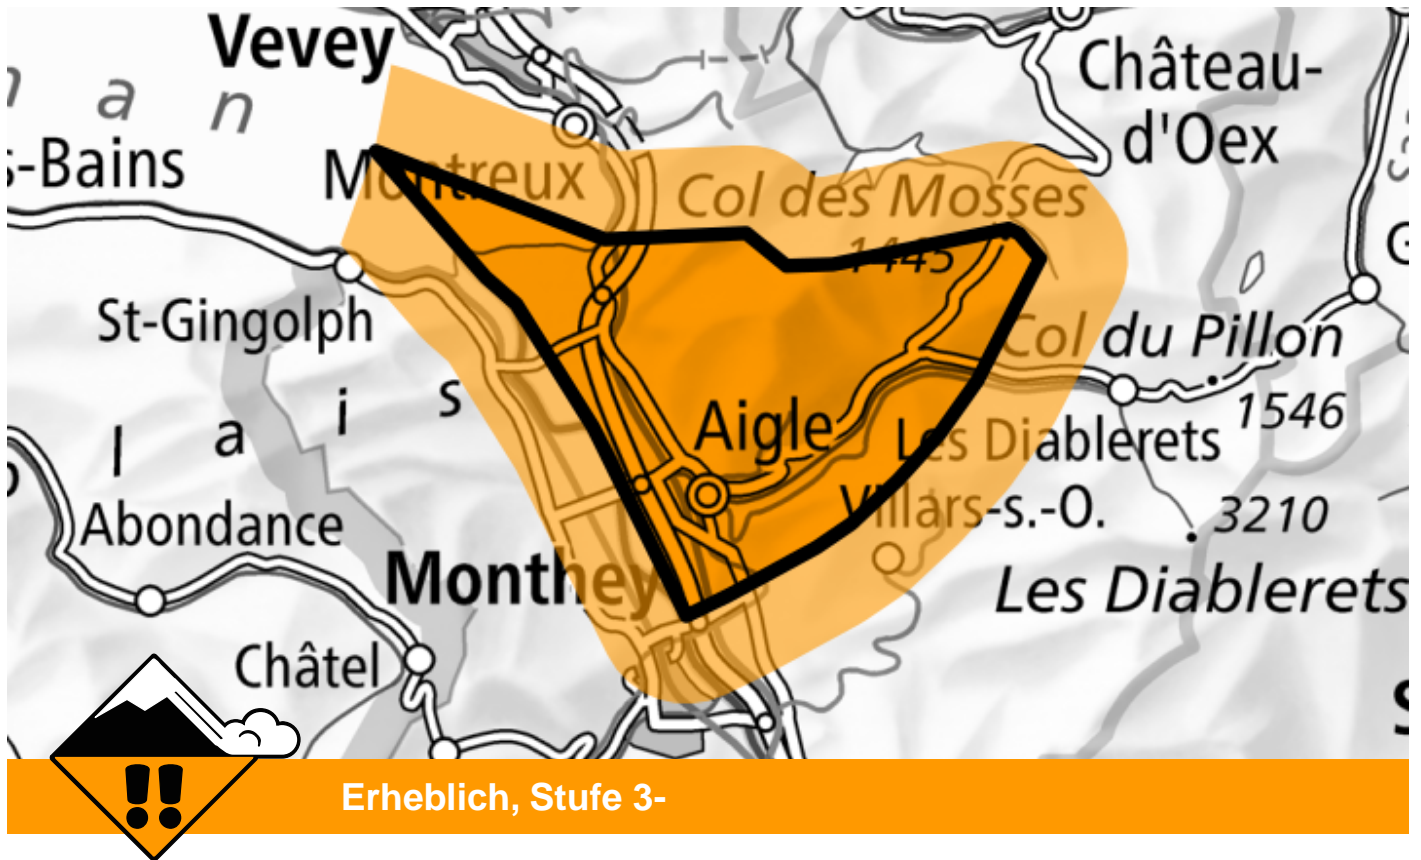 Vevey
Château-
d'Oex
n a n
s-Bains
Montreux
Col des Mosses
1445
G
St-Gingolph
Col du Pillon
1546
l a i s
Aigle
Les Diablerets
Villars-s.-O.
3210
Abondance
Monthey
Les Diablerets
Châtel
S
Erheblich, Stufe 3-